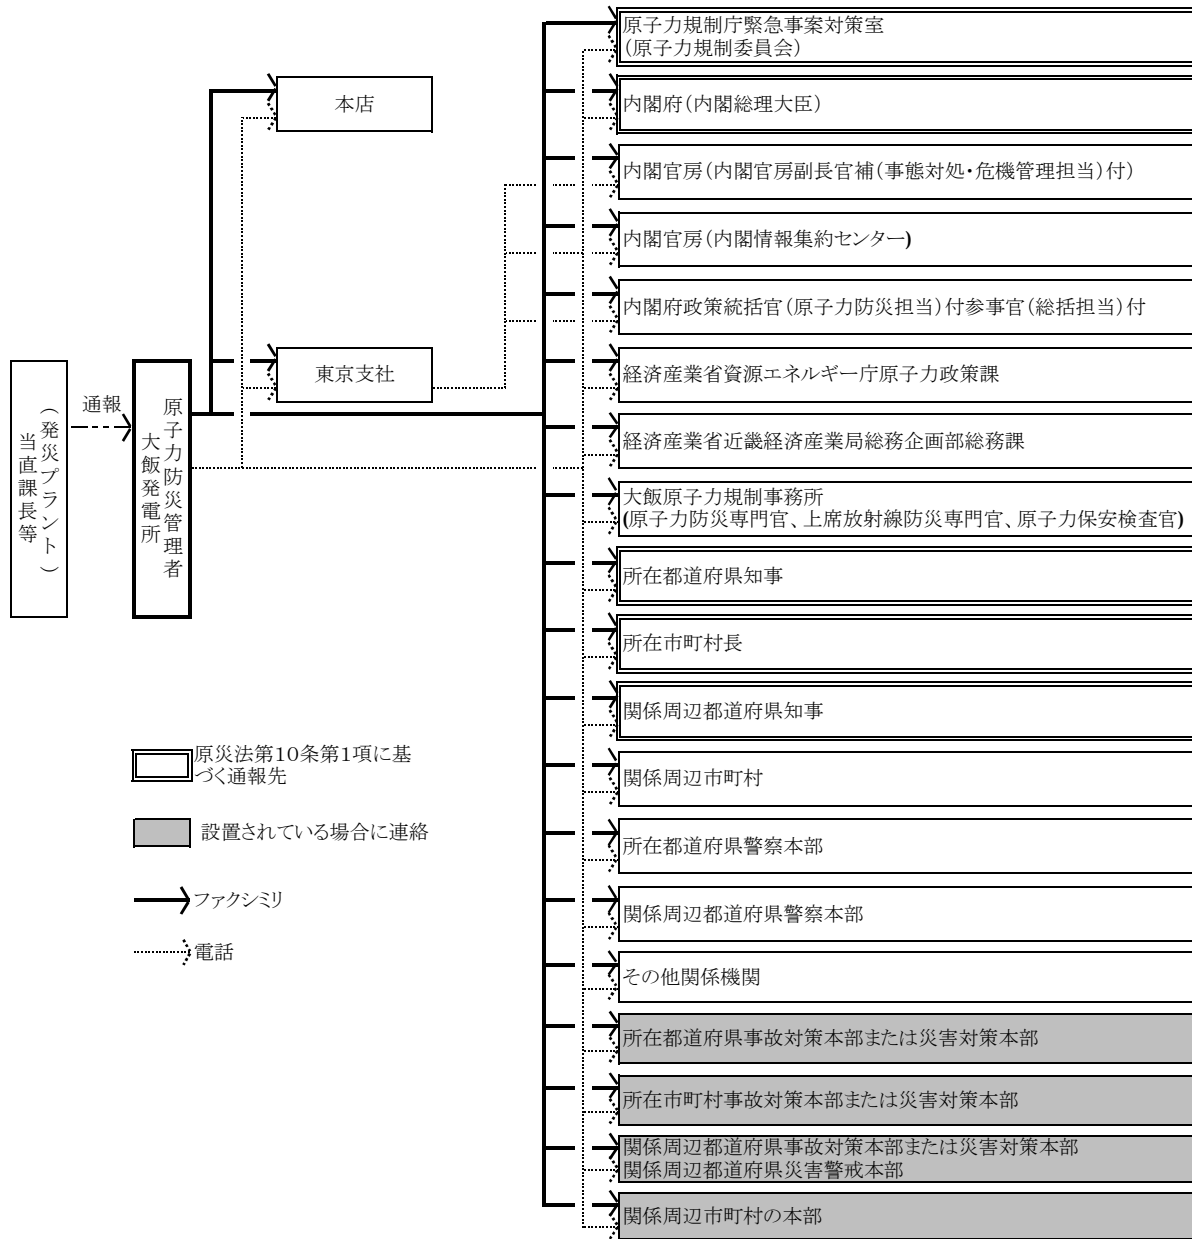 原子力規制庁緊急事案対策室
（原子力規制委員会）
本店
内閣府（内閣総理大臣）
内閣官房（内閣官房副長官補（事態対処・危機管理担当）付）
内閣官房（内閣情報集約センター)
内閣府政策統括官（原子力防災担当）付参事官（総括担当）付
東京支社
経済産業省資源エネルギー庁原子力政策課
（発災プラント）
当直課長等
通報
原子力防災管理者
大飯発電所
経済産業省近畿経済産業局総務企画部総務課
大飯原子力規制事務所
(原子力防災専門官、上席放射線防災専門官、原子力保安検査官)
所在都道府県知事
所在市町村長
関係周辺都道府県知事
関係周辺市町村
所在都道府県警察本部
関係周辺都道府県警察本部
その他関係機関
所在都道府県事故対策本部または災害対策本部
所在市町村事故対策本部または災害対策本部
関係周辺都道府県事故対策本部または災害対策本部
関係周辺都道府県災害警戒本部
関係周辺市町村の本部
原災法第１０条第１項に基
づく通報先
設置されている場合に連絡
ファクシミリ
電話